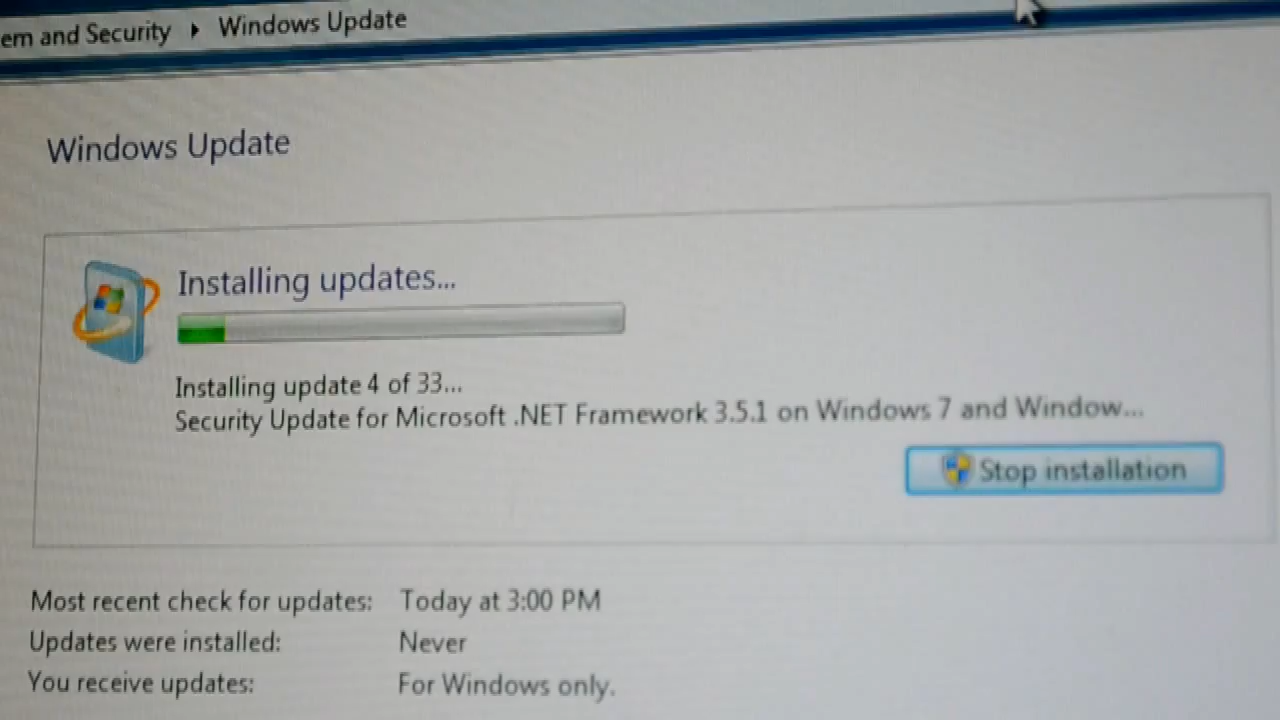 em and Security ▸ Windows Update
Windows Update
Installing updates...
Installing update 4 of 33...
Security Update for Microsoft .NET Framework 3.5.1 on Windows 7 and Window...
Stop installation
Most recent check for updates: Today at 3:00 PM
Updates were installed: Never
You receive updates: For Windows only.